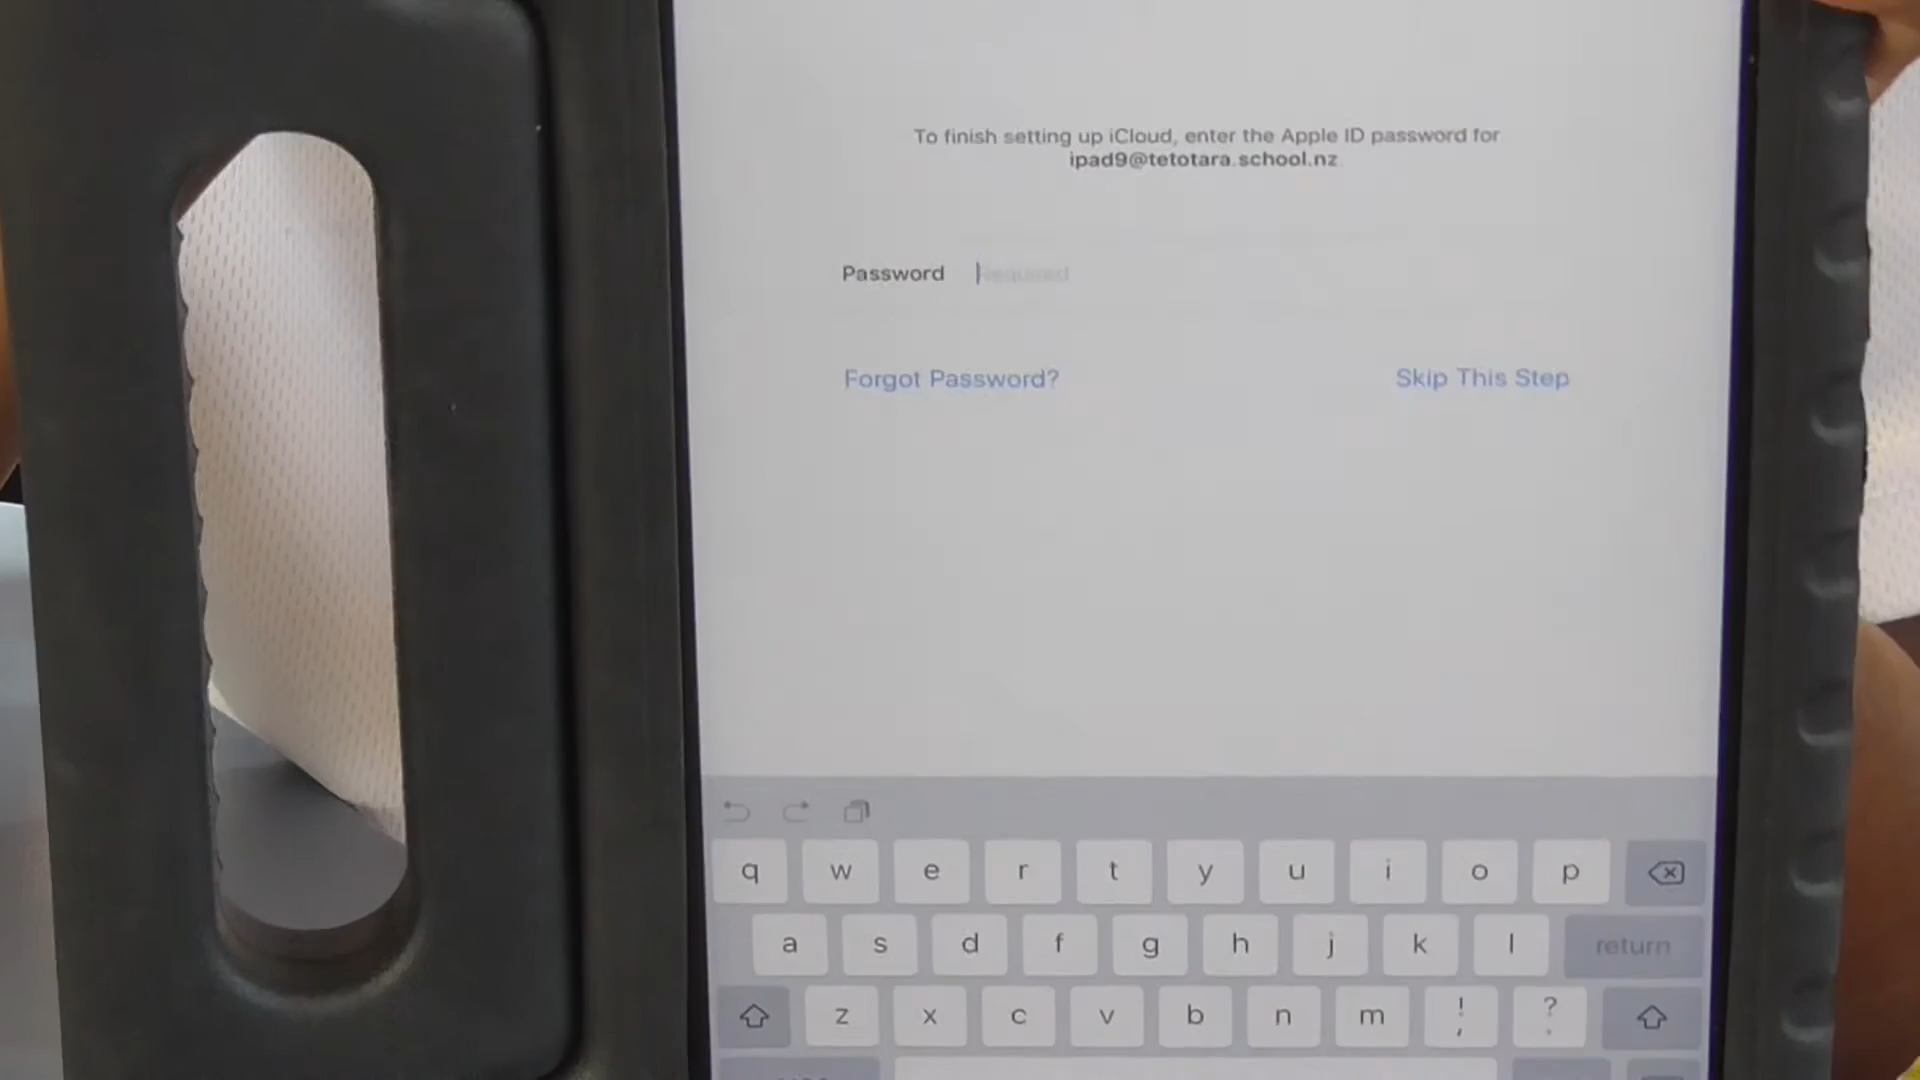 To finish setting up iCloud, enter the Apple ID password for
ipad9@tetotara.school.nz
Password Required
Forgot Password? Skip This Step
q w e r t y u i o p
a s d f g h j k l return
z x c v b n m ! , ? .